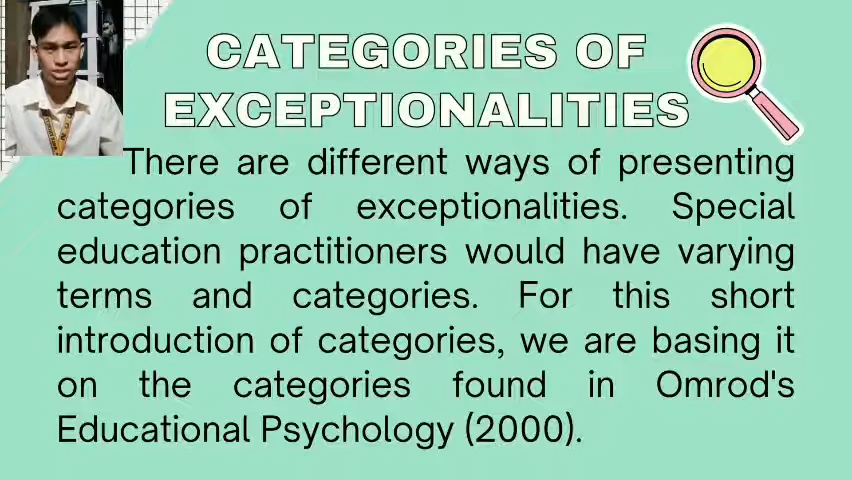 CATEGORIES OF
EXCEPTIONALITIES
There are different ways of presenting
categories of exceptionalities. Special
education practitioners would have varying
terms and categories. For this short
introduction of categories, we are basing it
on the categories found in Omrod's
Educational Psychology (2000).